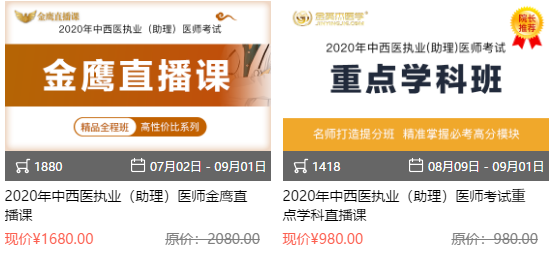 金鹰直播课
2020年中西医执业（助理）医师考试
金鹰直播课
精品全程班
高性价比系列
1880
07月02日 - 09月01日
2020年中西医执业（助理）医师金鹰直
播课
现价¥1680.00
原价：2080.00
院长
推荐
2020年中西医执业(助理)医师考试
重点学科班
名师打造提分班 精准掌握必考高分模块
1418
08月09日 - 09月01日
2020年中西医执业（助理）医师考试重
点学科直播课
现价¥980.00
原价：980.00